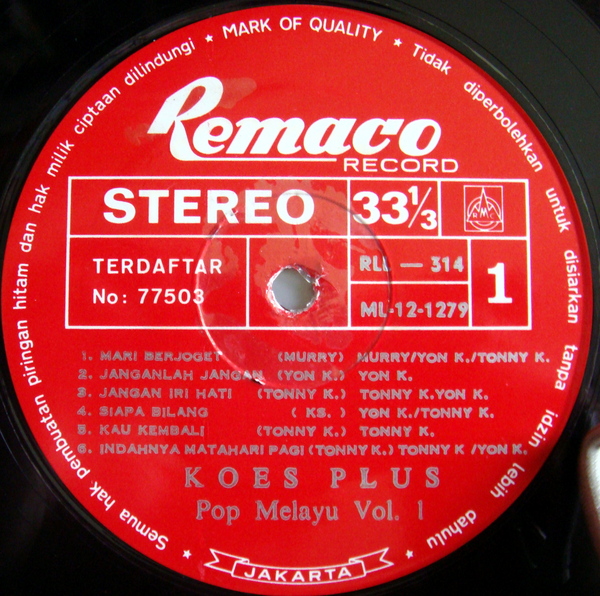 Semua hak pembuatan piringan hitam dan hak milik ciptaan dilindungi ★ MARK OF QUALITY ★ Tidak diperbolehkan untuk disiarkan tanpa idzin lebih dahulu
Remaco
RECORD
STEREO
33 1/3
RMC
TERDAFTAR
No: 77503
RLL — 314
ML-12-1279
1
1. MARI BERJOGET (MURRY) MURRY/YON K./TONNY K.
2. JANGANLAH JANGAN (YON K.) YON K.
3. JANGAN IRI HATI (TONNY K.) TONNY K.YON K.
4. SIAPA BILANG ( KS. ) YON K./TONNY K.
5. KAU KEMBALI (TONNY K.) TONNY K.
6. INDAHNYA MATAHARI PAGI (TONNY K.) TONNY K /YON K.
KOES PLUS
Pop Melayu Vol. 1
JAKARTA